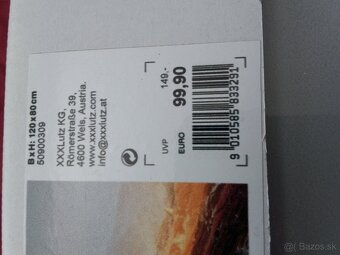 B x H: 120 x 80 cm
50900309
XXXLutz KG,
Römerstraße 39,
4600 Wels, Austria.
www.xxxlutz.com
info@xxxlutz.at
UVP 149.-
EURO 99,90
9 010585 833291
Bazos.sk